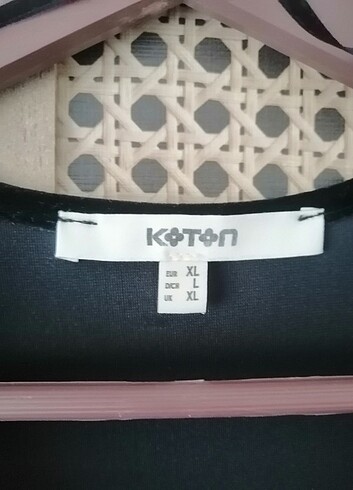 KOTON
EUR XL
D/CH L
UK XL